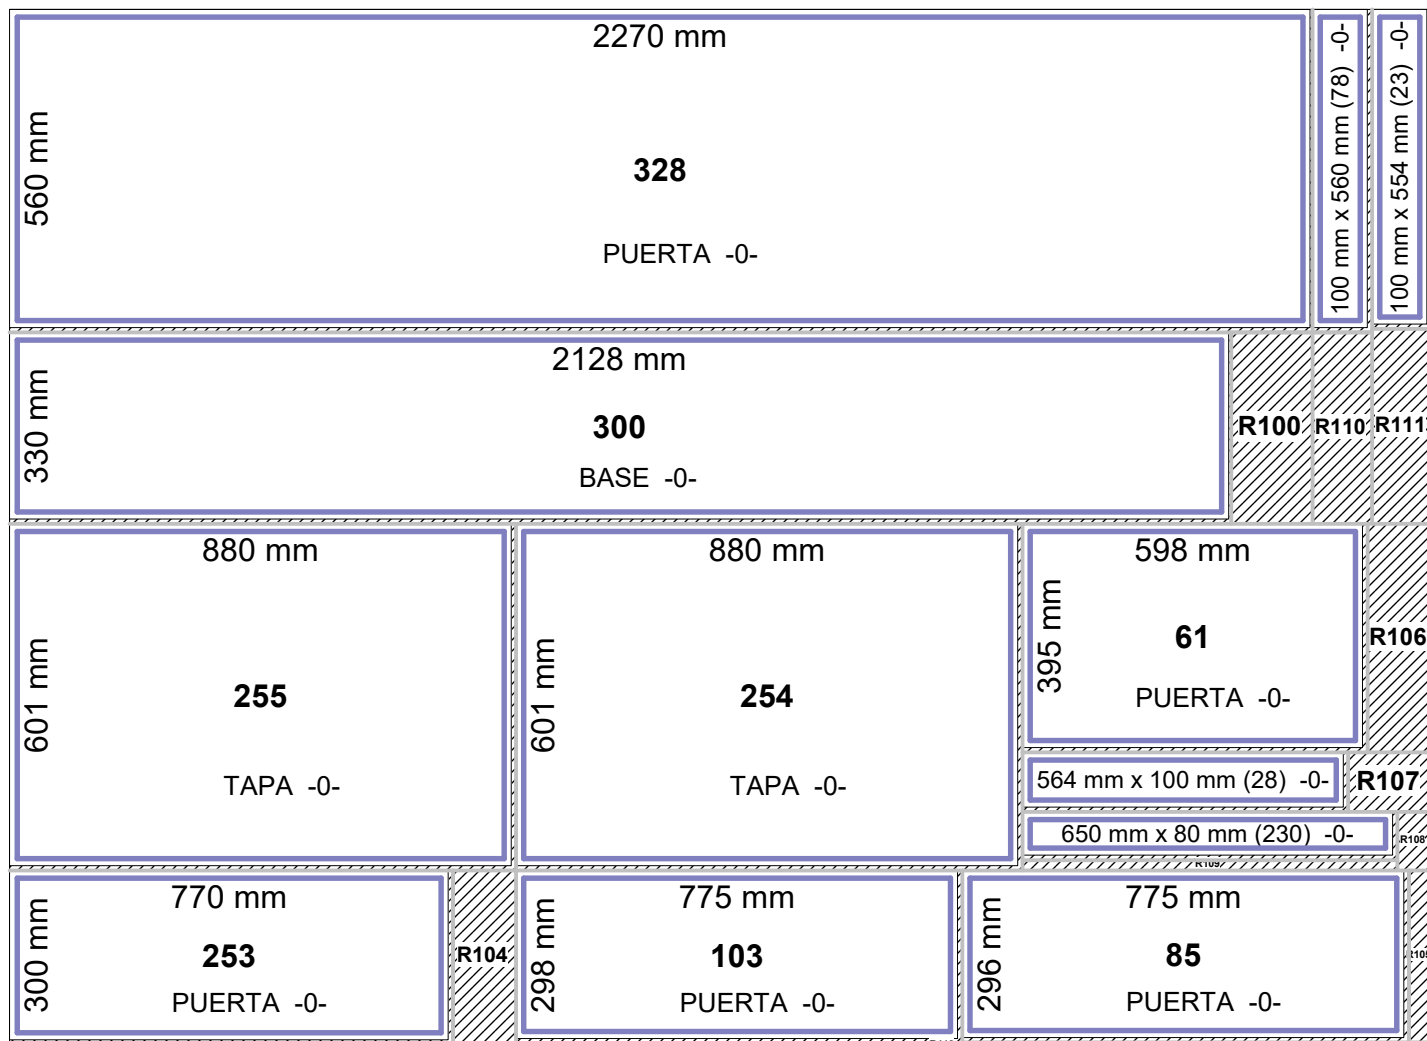 2270 mm
560 mm
328
PUERTA -0-
100 mm x 560 mm (78) -0-
100 mm x 554 mm (23) -0-
2128 mm
330 mm
300
BASE -0-
R100
R110
R111
880 mm
601 mm
255
TAPA -0-
880 mm
601 mm
254
TAPA -0-
598 mm
395 mm
61
PUERTA -0-
R106
564 mm x 100 mm (28) -0-
R107
650 mm x 80 mm (230) -0-
R108
R109
770 mm
300 mm
253
PUERTA -0-
R104
775 mm
298 mm
103
PUERTA -0-
775 mm
296 mm
85
PUERTA -0-